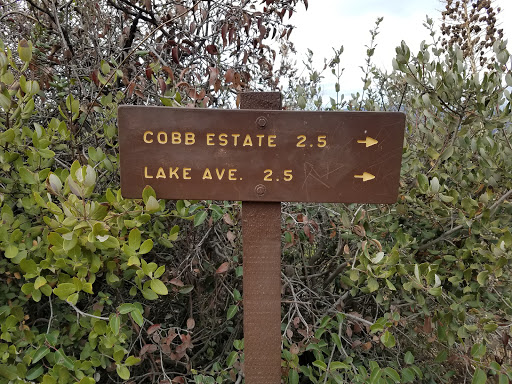 COBB ESTATE 2.5 →
LAKE AVE. 2.5 →